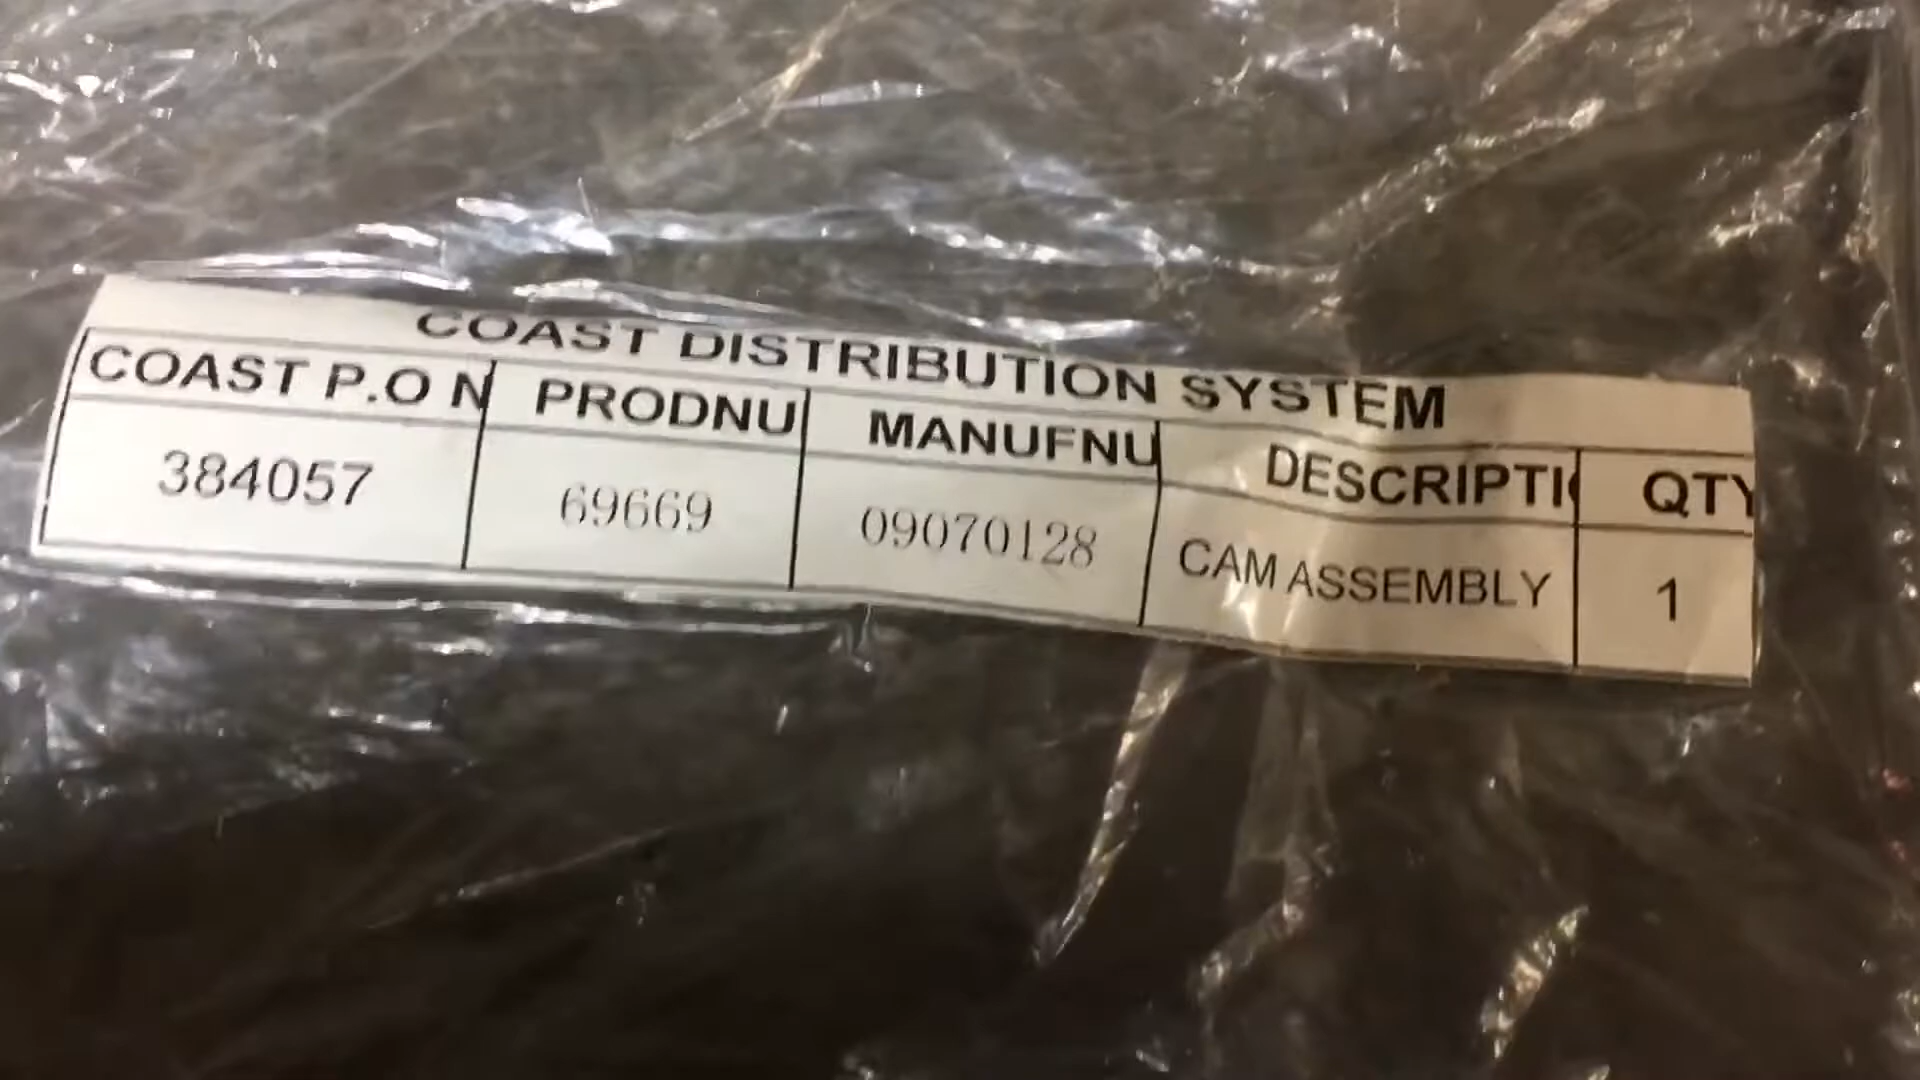 COAST DISTRIBUTION SYSTEM
COAST P.O N PRODNU MANUFNU DESCRIPTI QTY
384057 69669 09070128 CAM ASSEMBLY 1